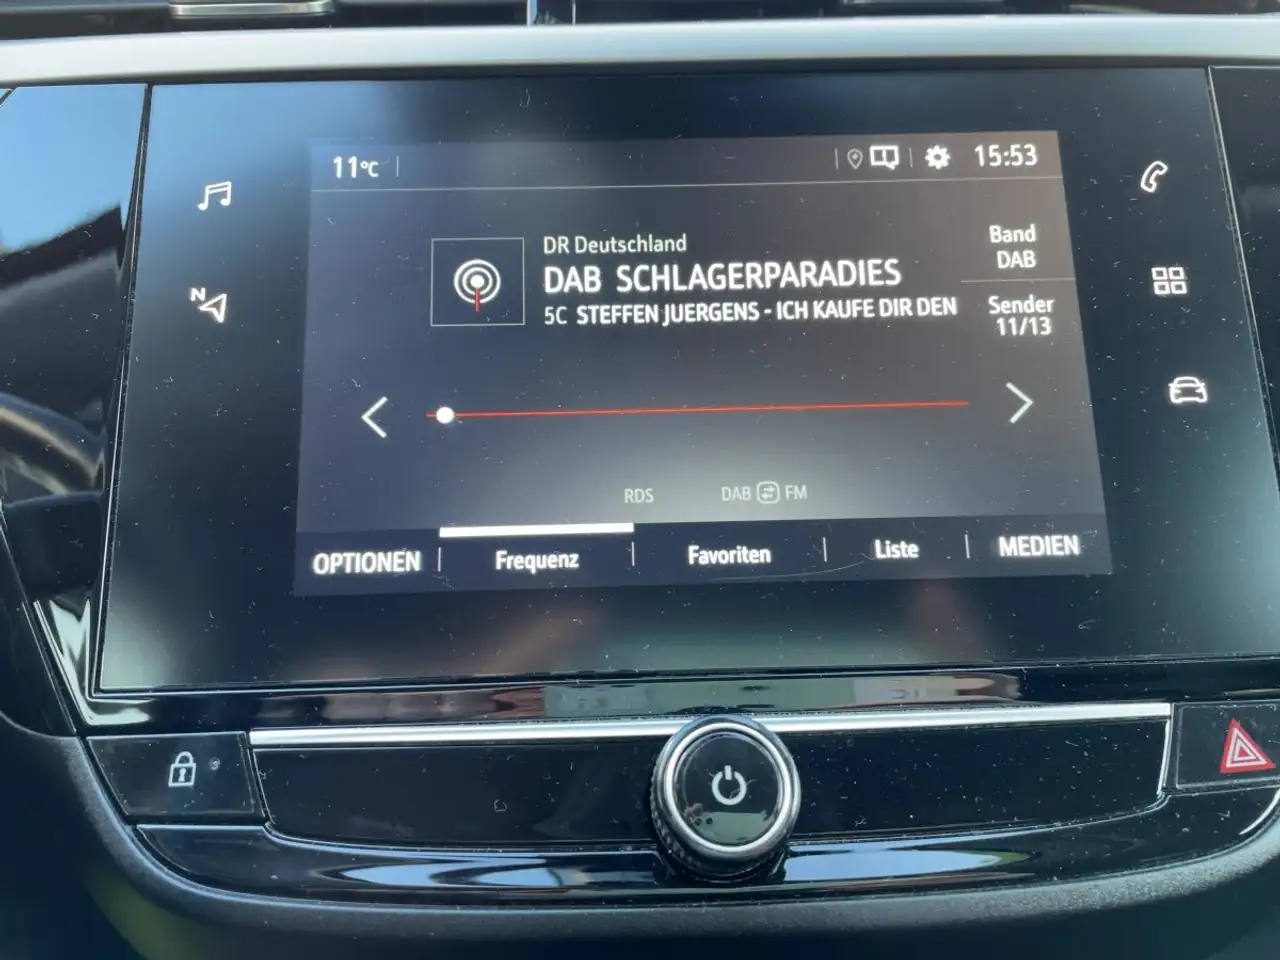 11°C
15:53
N
DR Deutschland
DAB SCHLAGERPARADIES
5C STEFFEN JUERGENS - ICH KAUFE DIR DEN
Band
DAB
Sender
11/13
RDS
DAB FM
OPTIONEN
Frequenz
Favoriten
Liste
MEDIEN